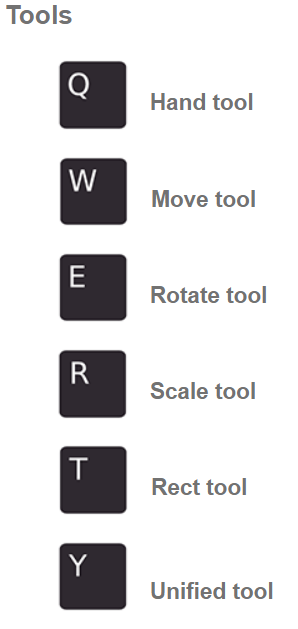 Tools
Q
Hand tool
W
Move tool
E
Rotate tool
R
Scale tool
T
Rect tool
Y
Unified tool